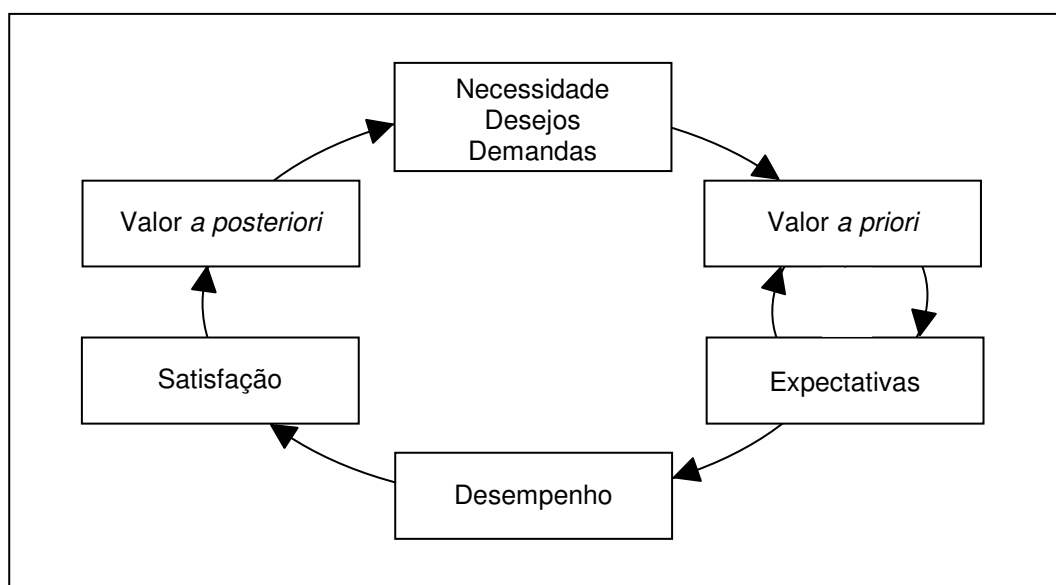 Necessidade
Desejos
Demandas
Valor a posteriori
Valor a priori
Satisfação
Expectativas
Desempenho